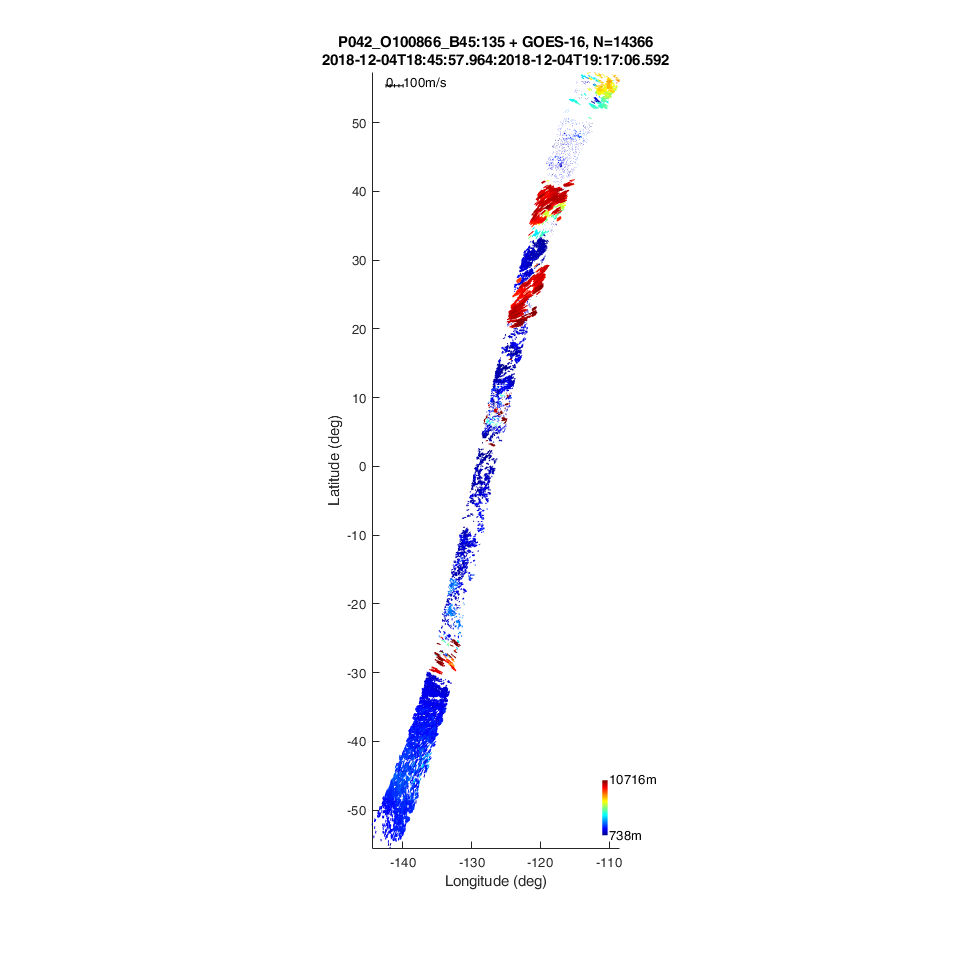 P042_O100866_B45:135 + GOES-16, N=14366
2018-12-04T18:45:57.964:2018-12-04T19:17:06.592
0 100m/s
50
40
30
20
10
0
-10
-20
-30
-40
-50
Latitude (deg)
10716m
738m
-140 -130 -120 -110
Longitude (deg)